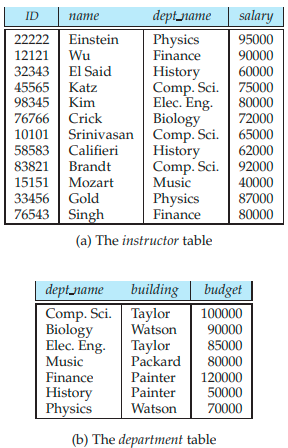 ID name dept_name salary
22222 Einstein Physics 95000
12121 Wu Finance 90000
32343 El Said History 60000
45565 Katz Comp. Sci. 75000
98345 Kim Elec. Eng. 80000
76766 Crick Biology 72000
10101 Srinivasan Comp. Sci. 65000
58583 Califieri History 62000
83821 Brandt Comp. Sci. 92000
15151 Mozart Music 40000
33456 Gold Physics 87000
76543 Singh Finance 80000
(a) The instructor table
dept_name building budget
Comp. Sci. Taylor 100000
Biology Watson 90000
Elec. Eng. Taylor 85000
Music Packard 80000
Finance Painter 120000
History Painter 50000
Physics Watson 70000
(b) The department table